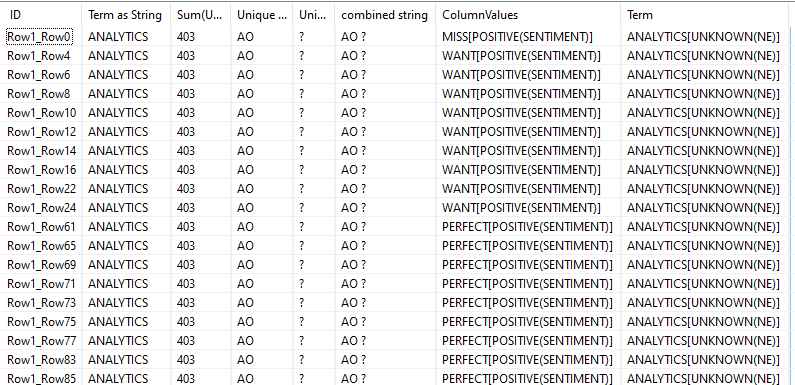 ID Term as String Sum(U... Unique ... Uni... combined string ColumnValues Term
Row1_Row0 ANALYTICS 403 AO ? AO ? MISS[POSITIVE(SENTIMENT)] ANALYTICS[UNKNOWN(NE)]
Row1_Row4 ANALYTICS 403 AO ? AO ? WANT[POSITIVE(SENTIMENT)] ANALYTICS[UNKNOWN(NE)]
Row1_Row6 ANALYTICS 403 AO ? AO ? WANT[POSITIVE(SENTIMENT)] ANALYTICS[UNKNOWN(NE)]
Row1_Row8 ANALYTICS 403 AO ? AO ? WANT[POSITIVE(SENTIMENT)] ANALYTICS[UNKNOWN(NE)]
Row1_Row10 ANALYTICS 403 AO ? AO ? WANT[POSITIVE(SENTIMENT)] ANALYTICS[UNKNOWN(NE)]
Row1_Row12 ANALYTICS 403 AO ? AO ? WANT[POSITIVE(SENTIMENT)] ANALYTICS[UNKNOWN(NE)]
Row1_Row14 ANALYTICS 403 AO ? AO ? WANT[POSITIVE(SENTIMENT)] ANALYTICS[UNKNOWN(NE)]
Row1_Row16 ANALYTICS 403 AO ? AO ? WANT[POSITIVE(SENTIMENT)] ANALYTICS[UNKNOWN(NE)]
Row1_Row22 ANALYTICS 403 AO ? AO ? WANT[POSITIVE(SENTIMENT)] ANALYTICS[UNKNOWN(NE)]
Row1_Row24 ANALYTICS 403 AO ? AO ? WANT[POSITIVE(SENTIMENT)] ANALYTICS[UNKNOWN(NE)]
Row1_Row61 ANALYTICS 403 AO ? AO ? PERFECT[POSITIVE(SENTIMENT)] ANALYTICS[UNKNOWN(NE)]
Row1_Row65 ANALYTICS 403 AO ? AO ? PERFECT[POSITIVE(SENTIMENT)] ANALYTICS[UNKNOWN(NE)]
Row1_Row69 ANALYTICS 403 AO ? AO ? PERFECT[POSITIVE(SENTIMENT)] ANALYTICS[UNKNOWN(NE)]
Row1_Row71 ANALYTICS 403 AO ? AO ? PERFECT[POSITIVE(SENTIMENT)] ANALYTICS[UNKNOWN(NE)]
Row1_Row73 ANALYTICS 403 AO ? AO ? PERFECT[POSITIVE(SENTIMENT)] ANALYTICS[UNKNOWN(NE)]
Row1_Row75 ANALYTICS 403 AO ? AO ? PERFECT[POSITIVE(SENTIMENT)] ANALYTICS[UNKNOWN(NE)]
Row1_Row77 ANALYTICS 403 AO ? AO ? PERFECT[POSITIVE(SENTIMENT)] ANALYTICS[UNKNOWN(NE)]
Row1_Row83 ANALYTICS 403 AO ? AO ? PERFECT[POSITIVE(SENTIMENT)] ANALYTICS[UNKNOWN(NE)]
Row1_Row85 ANALYTICS 403 AO ? AO ? PERFECT[POSITIVE(SENTIMENT)] ANALYTICS[UNKNOWN(NE)]